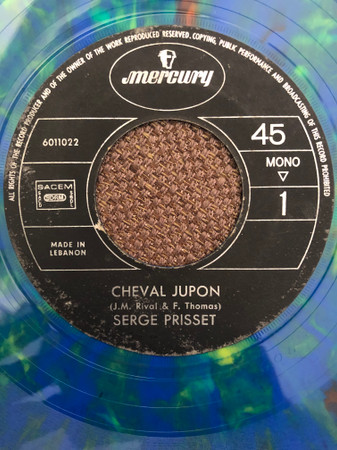 ALL RIGHTS OF THE RECORD PRODUCER AND OF THE OWNER OF THE WORK REPRODUCED RESERVED. COPYING, PUBLIC PERFORMANCE AND BROADCASTING OF THIS RECORD PROHIBITED
mercury
6011022
45
MONO
1
SACEM
MADE IN
LEBANON
CHEVAL JUPON
(J.M. Rival & F. Thomas)
SERGE PRISSET